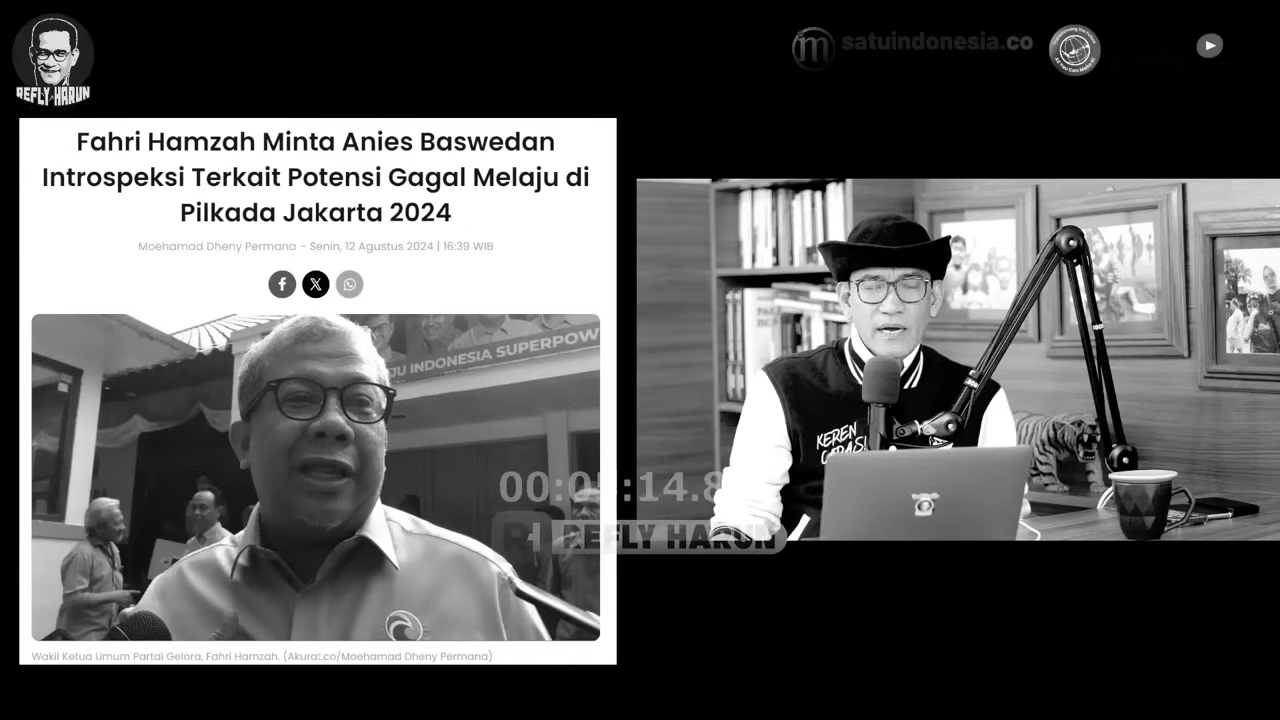 REFLY HARUN
satuindonesia.co
Fahri Hamzah Minta Anies Baswedan
Introspeksi Terkait Potensi Gagal Melaju di
Pilkada Jakarta 2024
Moehamad Dheny Permana - Senin, 12 Agustus 2024 | 16:39 WIB
JU INDONESIA SUPERPOW
KEREN
REFLY HARUN
Wakil Ketua Umum Partai Gelora, Fahri Hamzah. (Akurat.co/Moehamad Dheny Permana)